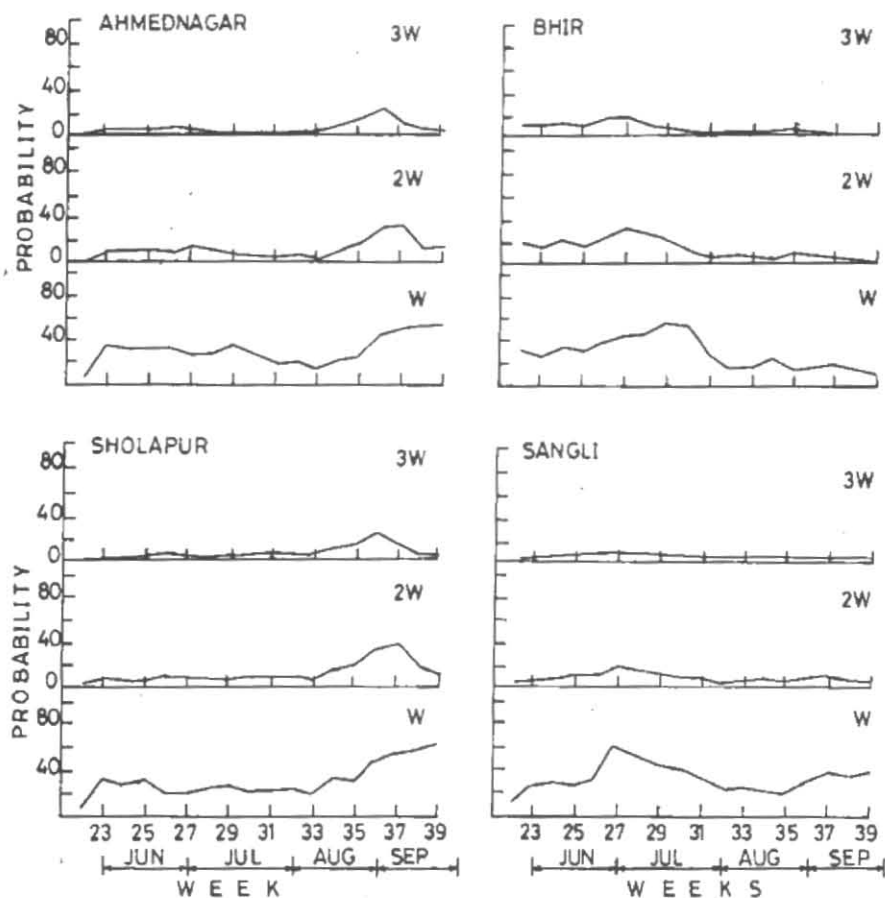 AHMEDNAGAR
3W
80
40
0
2W
80
40
0
W
80
40
PROBABILITY
BHIR
3W
2W
W
SHOLAPUR
3W
80
40
0
2W
80
40
0
W
80
40
PROBABILITY
23 25 27 29 31 33 35 37 39
JUN JUL AUG SEP
WEEK
SANGLI
3W
2W
W
23 25 27 29 31 33 35 37 39
JUN JUL AUG SEP
WEEKS